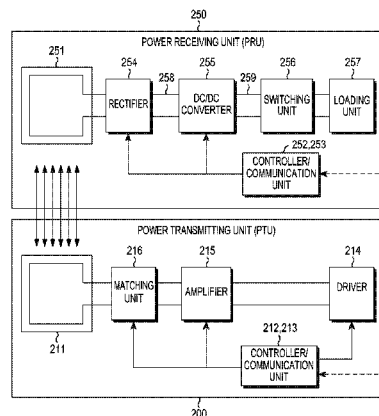 250
POWER RECEIVING UNIT (PRU)
251
254
258
255
259
256
257
RECTIFIER
DC/DC
CONVERTER
SWITCHING
UNIT
LOADING
UNIT
252,253
CONTROLLER/
COMMUNICATION
UNIT
POWER TRANSMITTING UNIT (PTU)
216
215
214
MATCHING
UNIT
AMPLIFIER
DRIVER
211
212,213
CONTROLLER/
COMMUNICATION
UNIT
200